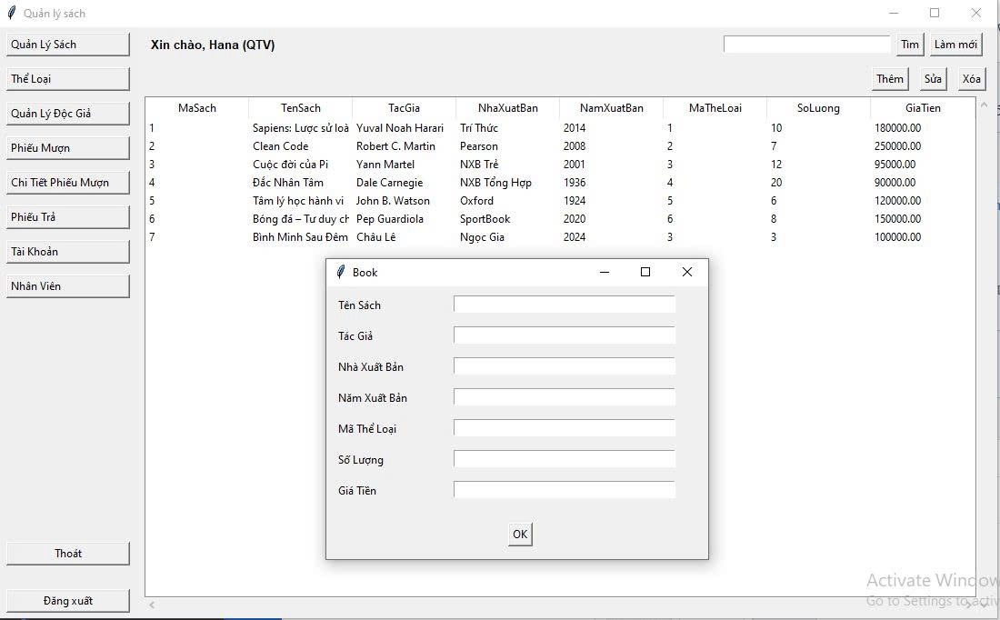 Quản lý sách
Quản Lý Sách
Thể Loại
Quản Lý Độc Giả
Phiếu Mượn
Chi Tiết Phiếu Mượn
Phiếu Trả
Tài Khoản
Nhân Viên
Thoát
Đăng xuất
Xin chào, Hana (QTV)
Tìm Làm mới
Thêm Sửa Xóa
MaSach TenSach TacGia NhaXuatBan NamXuatBan MaTheLoai SoLuong GiaTien
1 Sapiens: Lược sử loà Yuval Noah Harari Trí Thức 2014 1 10 180000.00
2 Clean Code Robert C. Martin Pearson 2008 2 7 250000.00
3 Cuộc đời của Pi Yann Martel NXB Trẻ 2001 3 12 95000.00
4 Đắc Nhân Tâm Dale Carnegie NXB Tổng Hợp 1936 4 20 90000.00
5 Tâm lý học hành vi John B. Watson Oxford 1924 5 6 120000.00
6 Bóng đá – Tư duy ch Pep Guardiola SportBook 2020 6 8 150000.00
7 Bình Minh Sau Đêm Châu Lê Ngọc Gia 2024 3 3 100000.00
Book
Tên Sách
Tác Giả
Nhà Xuất Bản
Năm Xuất Bản
Mã Thể Loại
Số Lượng
Giá Tiền
OK
Activate Window
Go to Settings to activ